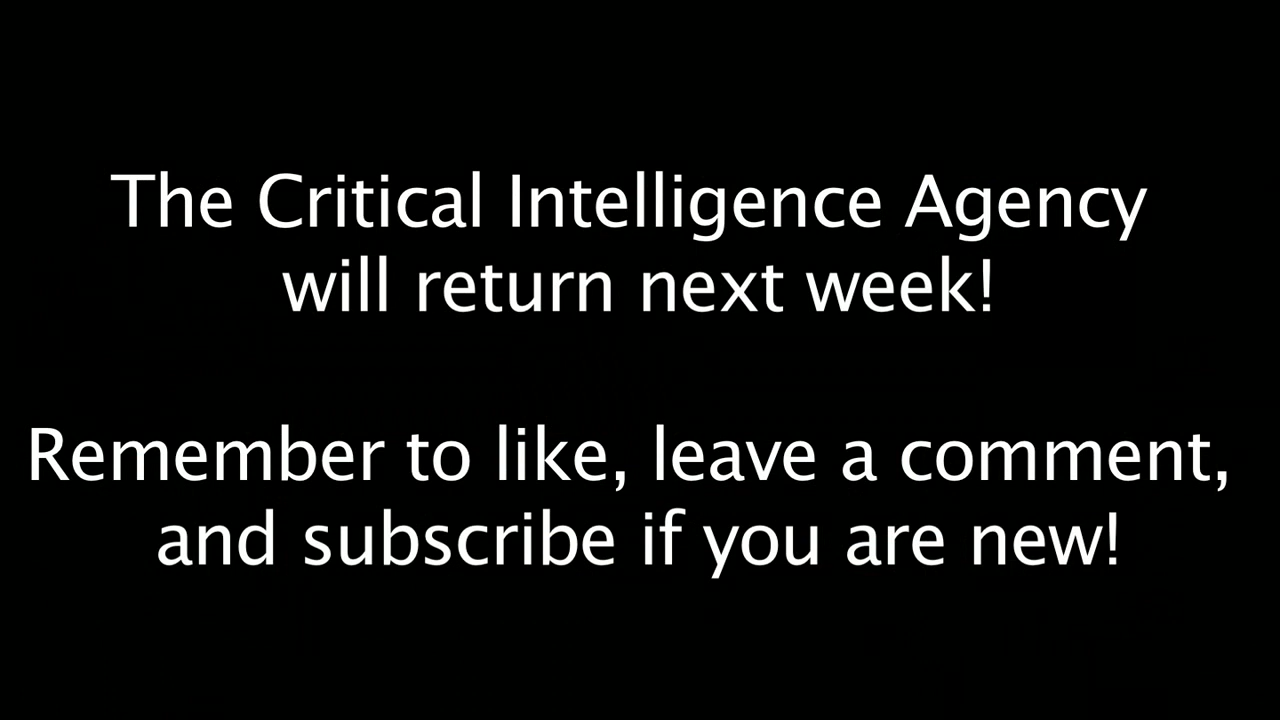 The Critical Intelligence Agency
will return next week!
Remember to like, leave a comment,
and subscribe if you are new!